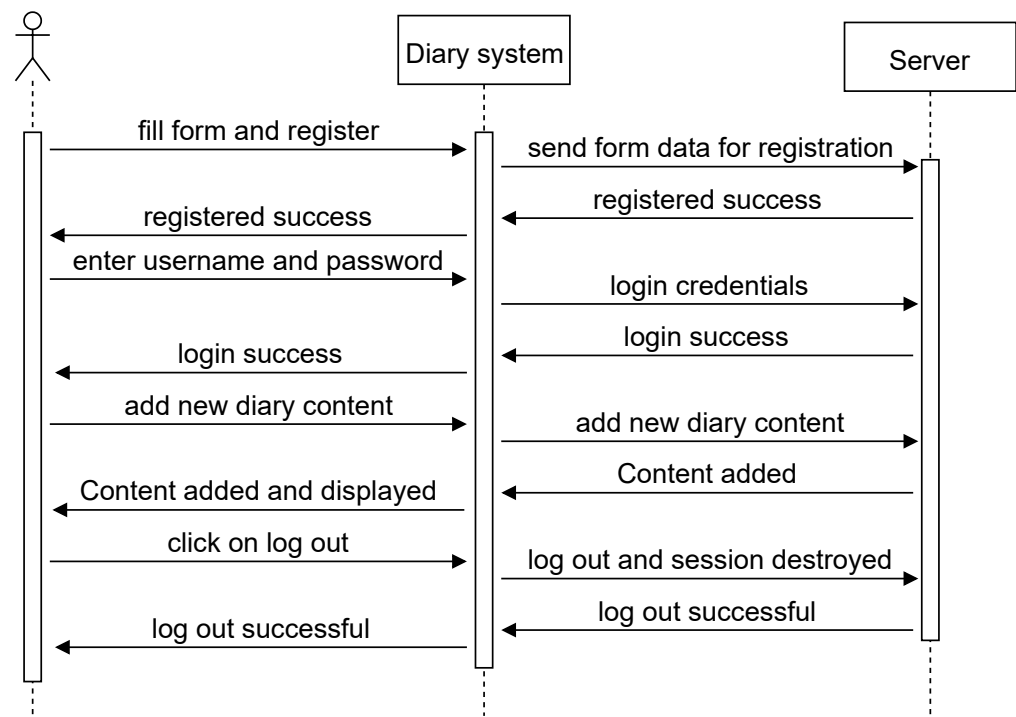 Diary system
Server
fill form and register
send form data for registration
registered success
registered success
enter username and password
login credentials
login success
login success
add new diary content
add new diary content
Content added
Content added and displayed
click on log out
log out and session destroyed
log out successful
log out successful